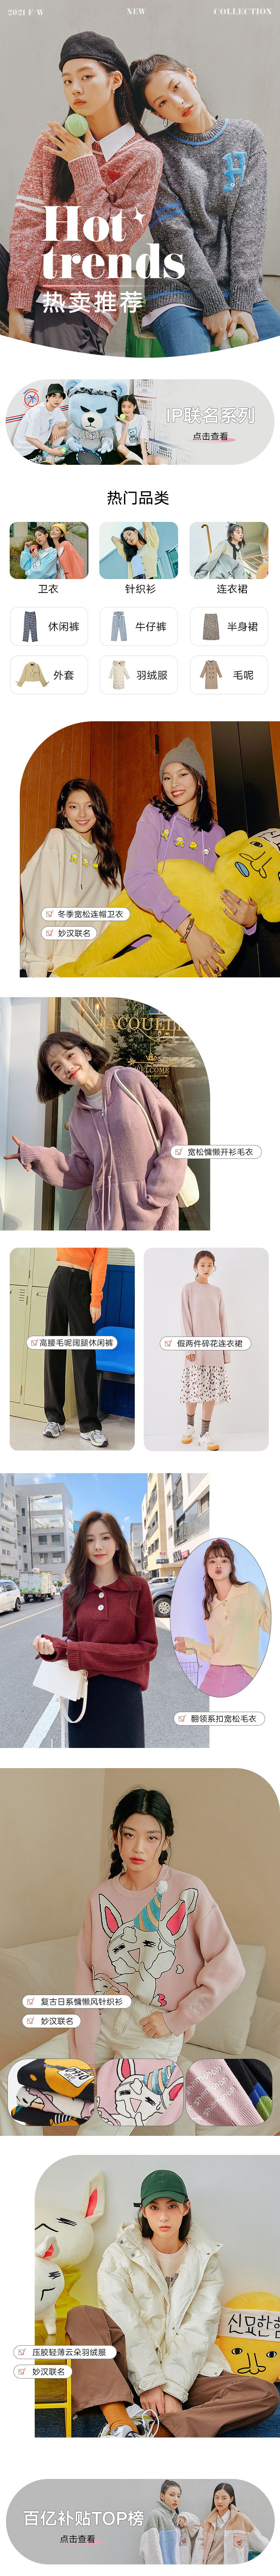 2021 F/W
NEW
COLLECTION
Hot
trends
热卖推荐
IP联名系列
点击查看
热门品类
卫衣
针织衫
连衣裙
休闲裤
牛仔裤
半身裙
外套
羽绒服
毛呢
冬季宽松连帽卫衣
妙汉联名
WELCOME
宽松慵懒开衫毛衣
高腰毛呢阔腿休闲裤
假两件碎花连衣裙
翻领系扣宽松毛衣
复古日系慵懒风针织衫
妙汉联名
신묘한
压胶轻薄云朵羽绒服
妙汉联名
百亿补贴TOP榜
点击查看